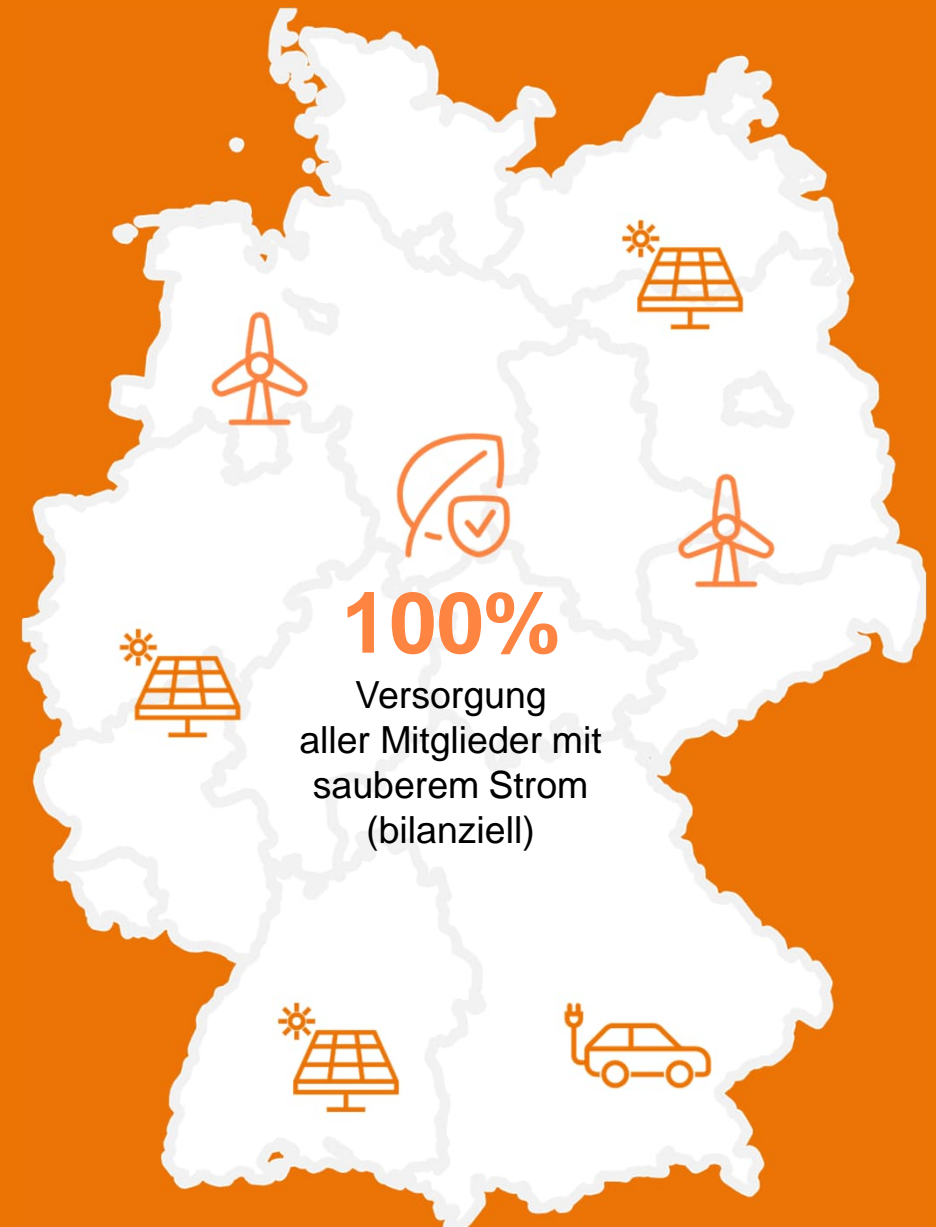 100%
Versorgung
aller Mitglieder mit
sauberem Strom
(bilanziell)